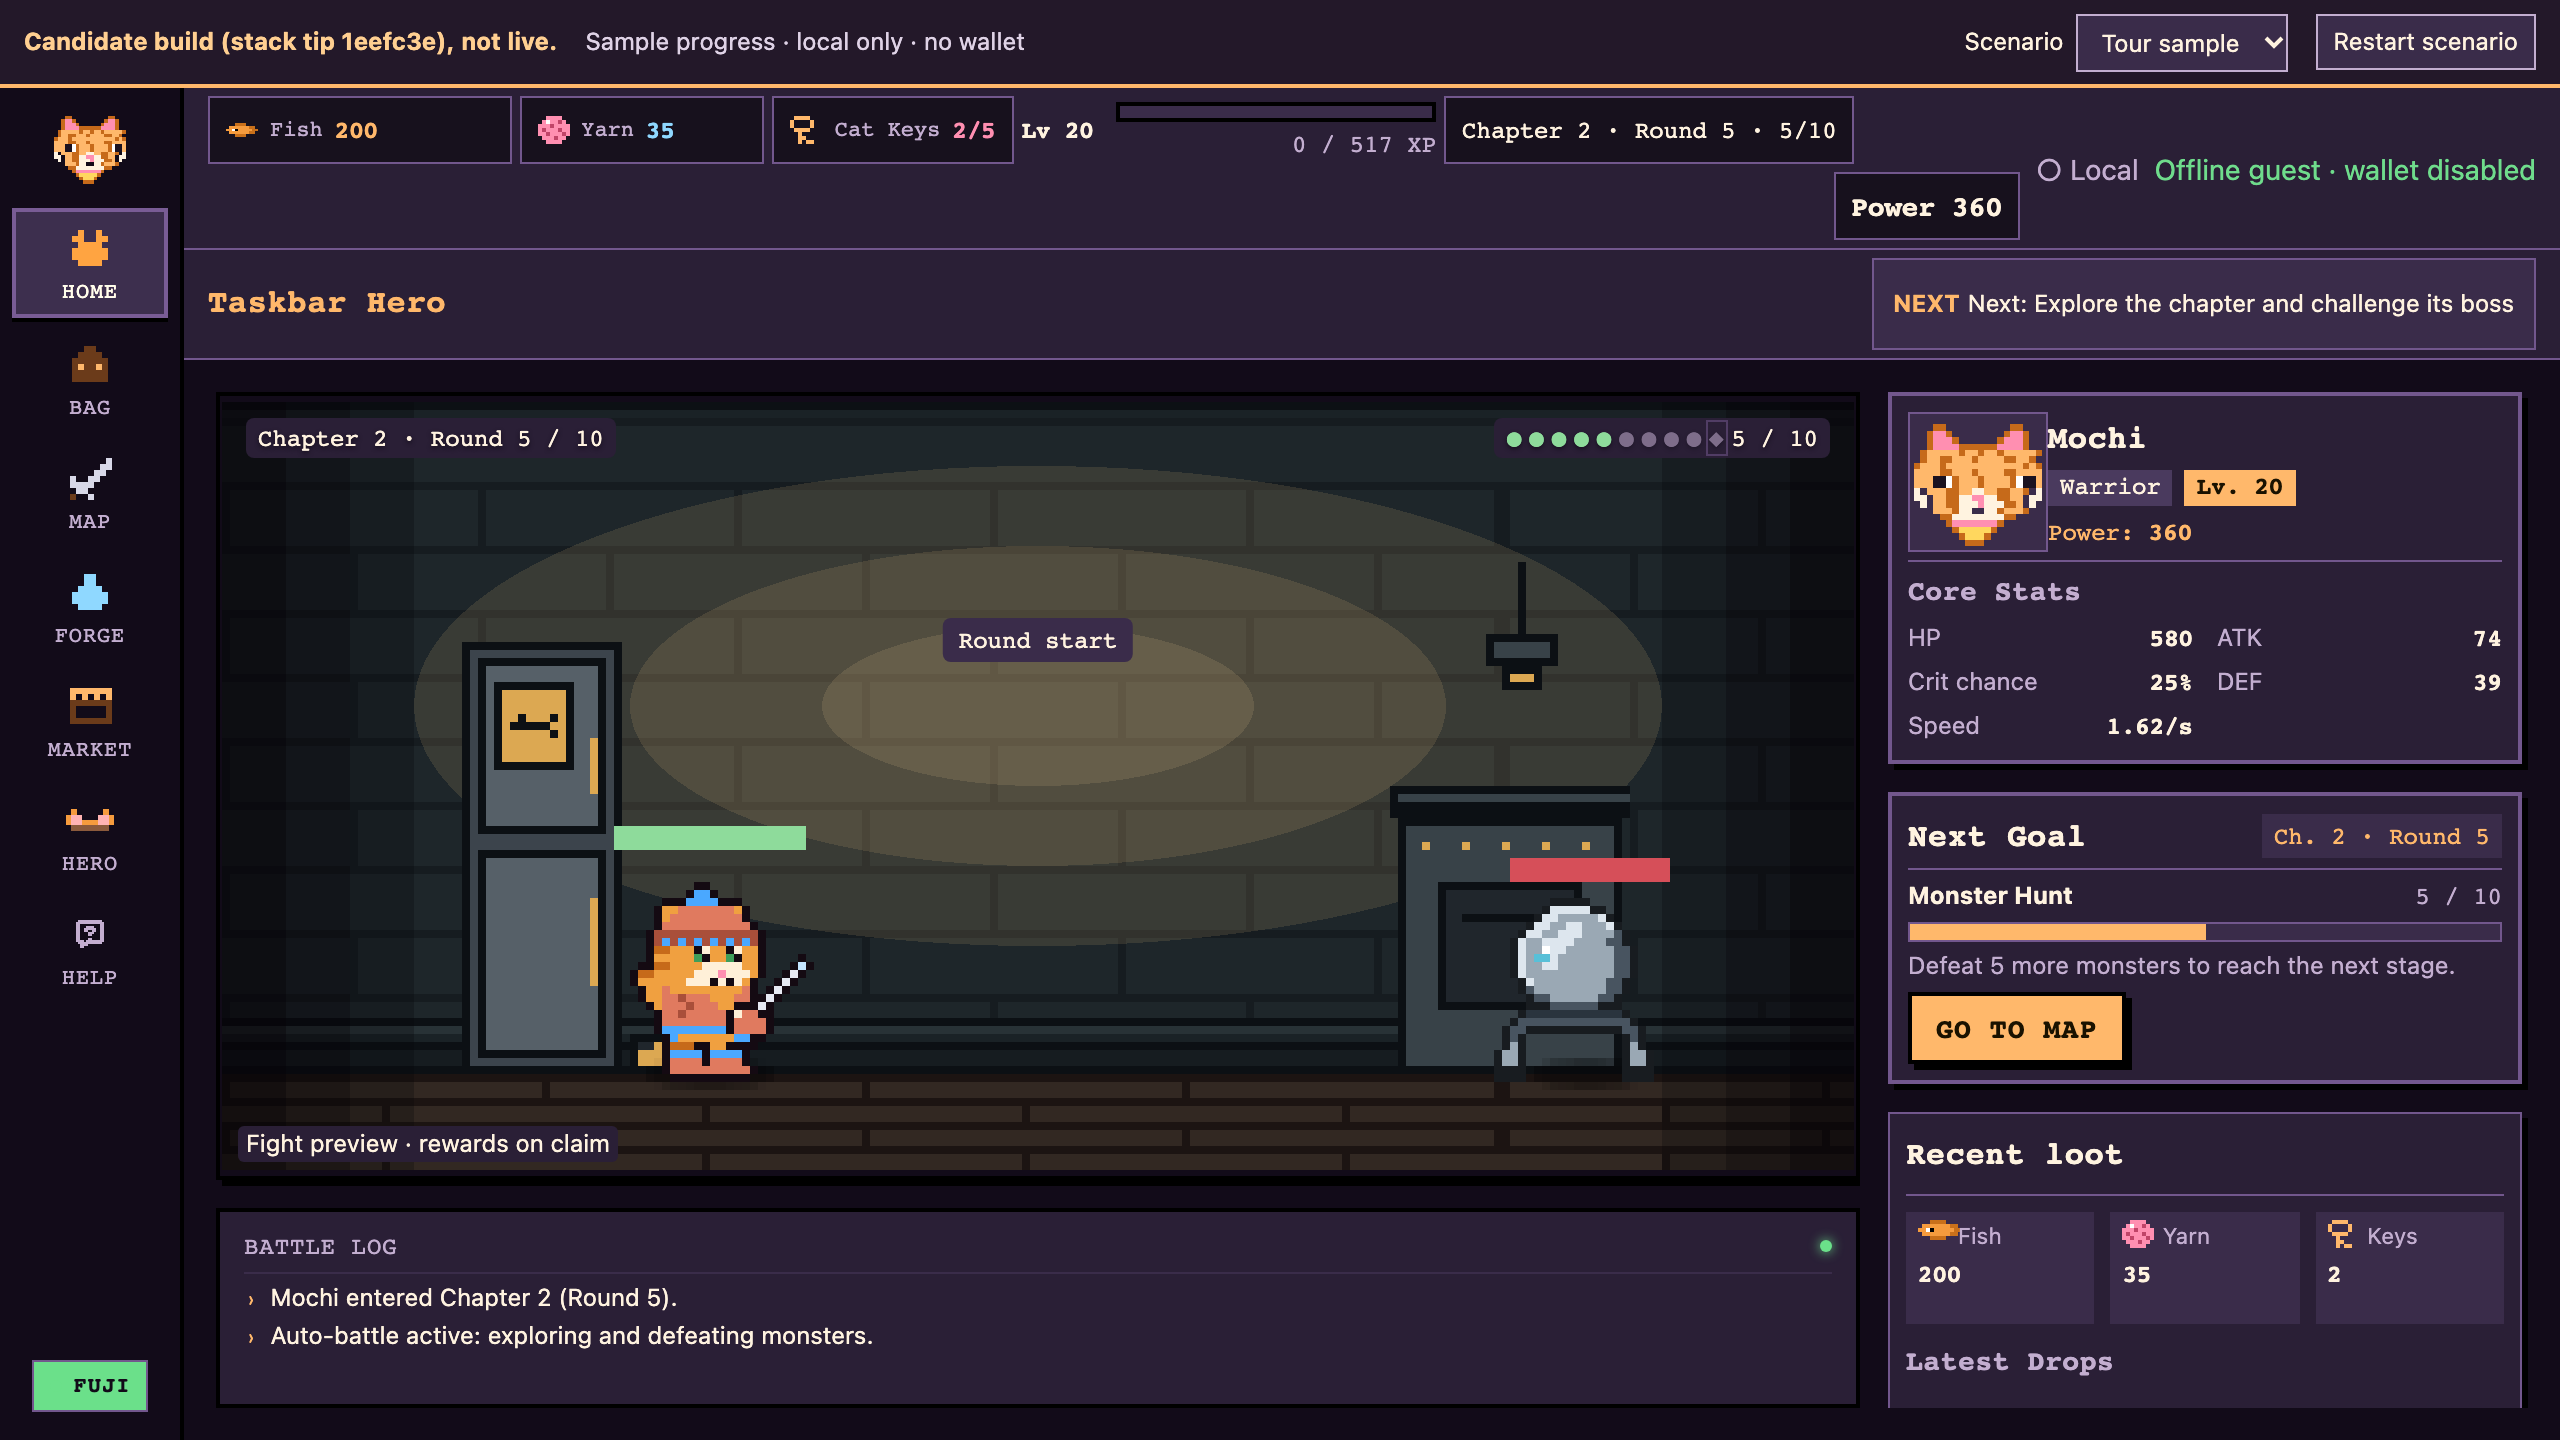 Candidate build (stack tip 1eefc3e), not live. Sample progress · local only · no wallet
Scenario Tour sample Restart scenario
Fish 200 Yarn 35 Cat Keys 2/5 Lv 20 0 / 517 XP Chapter 2 · Round 5 · 5/10
Power 360
Local Offline guest · wallet disabled
HOME
BAG
MAP
FORGE
MARKET
HERO
HELP
FUJI
Taskbar Hero
NEXT Next: Explore the chapter and challenge its boss
Chapter 2 · Round 5 / 10
5 / 10
Round start
Fight preview · rewards on claim
BATTLE LOG
› Mochi entered Chapter 2 (Round 5).
› Auto-battle active: exploring and defeating monsters.
Mochi
Warrior Lv. 20
Power: 360
Core Stats
HP 580 ATK 74
Crit chance 25% DEF 39
Speed 1.62/s
Next Goal Ch. 2 · Round 5
Monster Hunt 5 / 10
Defeat 5 more monsters to reach the next stage.
GO TO MAP
Recent loot
Fish Yarn Keys
200 35 2
Latest Drops